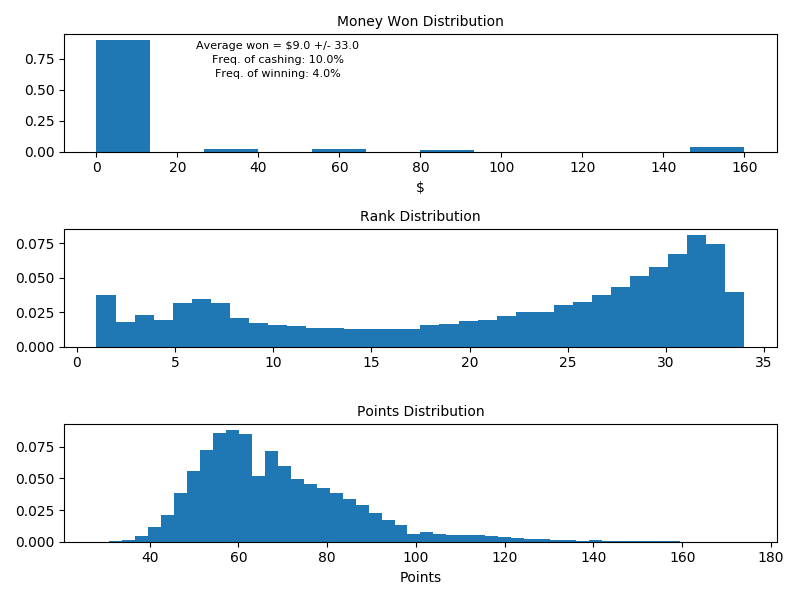 Money Won Distribution
Average won = $9.0 +/- 33.0
Freq. of cashing: 10.0%
Freq. of winning: 4.0%
0.75
0.50
0.25
0.00
0 20 40 60 80 100 120 140 160
$
Rank Distribution
0.075
0.050
0.025
0.000
0 5 10 15 20 25 30 35
Points Distribution
0.075
0.050
0.025
0.000
40 60 80 100 120 140 160 180
Points